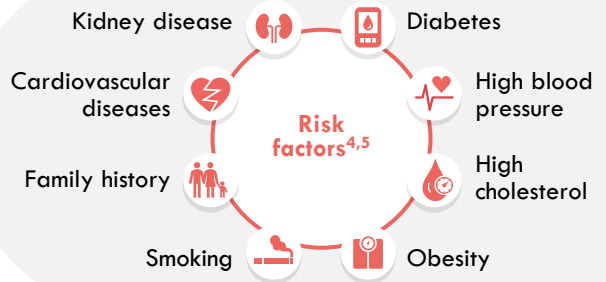 Kidney disease
Diabetes
Cardiovascular
diseases
High blood
pressure
Risk
factors4,5
Family history
High
cholesterol
Smoking
Obesity